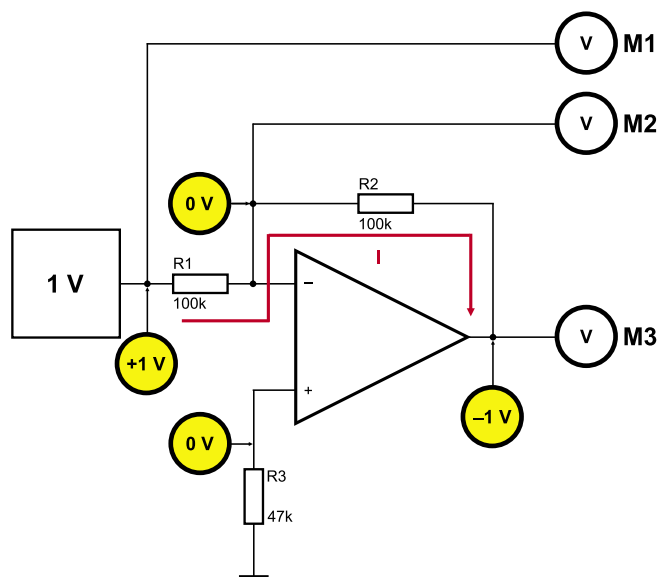 V M1
V M2
R2
0 V
100k
I
1 V
R1
–
100k
V M3
+1 V
+
–1 V
0 V
R3
47k